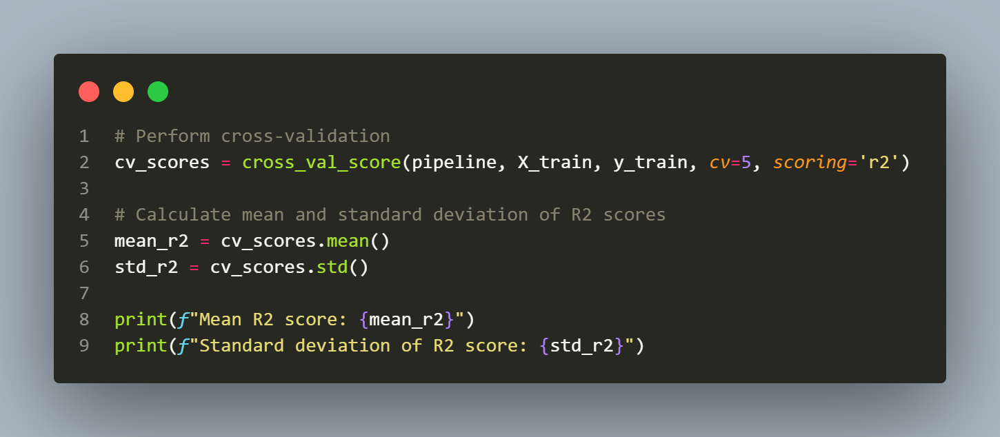 1 # Perform cross-validation
2 cv_scores = cross_val_score(pipeline, X_train, y_train, cv=5, scoring='r2')
3
4 # Calculate mean and standard deviation of R2 scores
5 mean_r2 = cv_scores.mean()
6 std_r2 = cv_scores.std()
7
8 print(f"Mean R2 score: {mean_r2}")
9 print(f"Standard deviation of R2 score: {std_r2}")